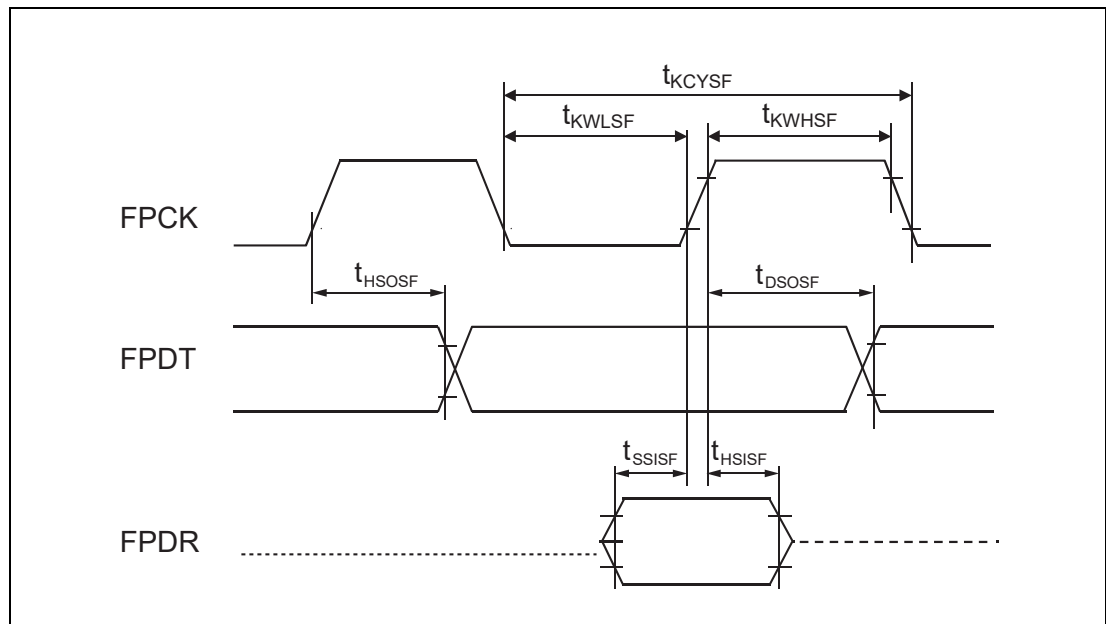 tKCYSF
tKWLSF
tKWHSF
FPCK
tHSOSF
tDSOSF
FPDT
tSSISF
tHSISF
FPDR